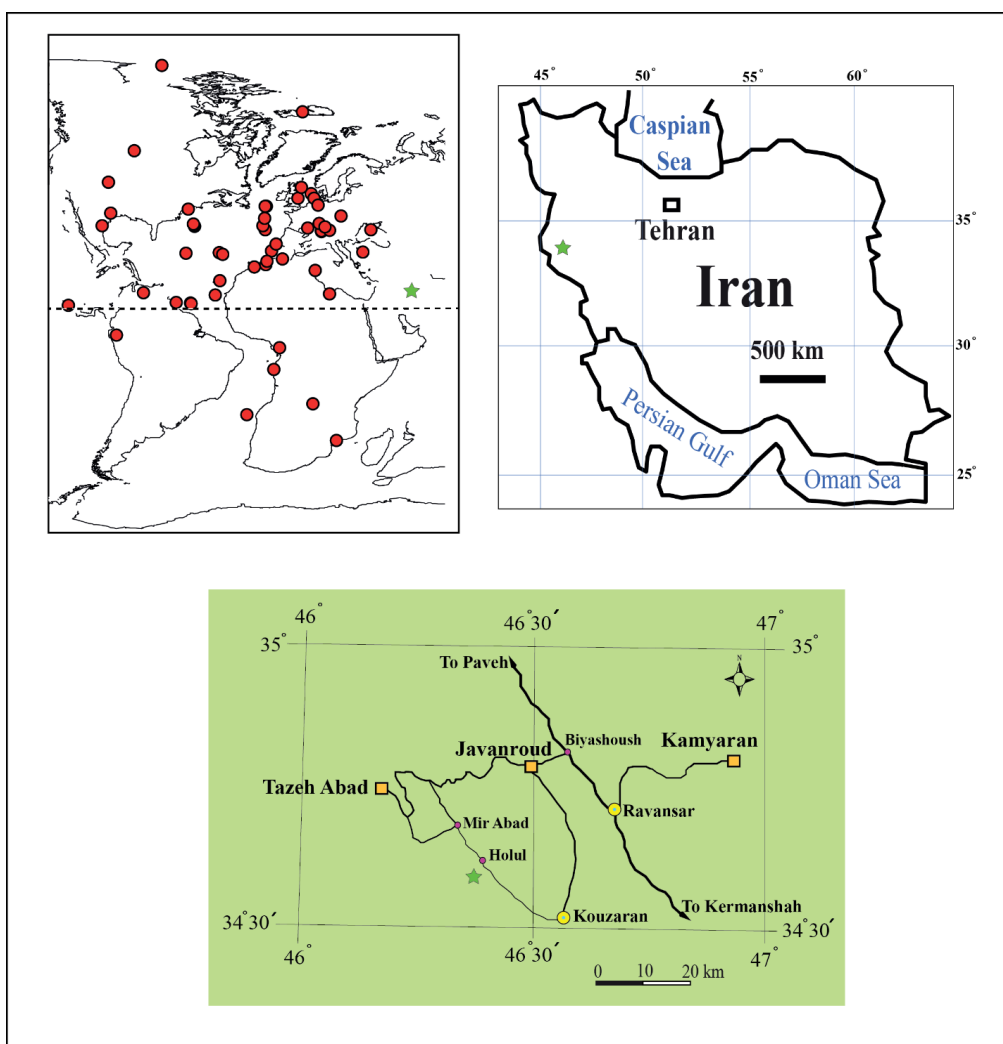 45° 50° 55° 60°
Caspian
Sea
35°
Tehran
Iran
30°
500 km
Persian Gulf
25°
Oman Sea
46° 46°30′ 47°
35° 35°
N
To Paveh
Biyashoush
Javanroud
Kamyaran
Tazeh Abad
Ravansar
Mir Abad
Holul
To Kermanshah
Kouzaran
34°30′ 34°30′
46° 46°30′ 47°
0 10 20 km